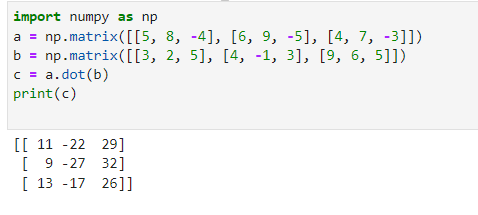 import numpy as np
a = np.matrix([[5, 8, -4], [6, 9, -5], [4, 7, -3]])
b = np.matrix([[3, 2, 5], [4, -1, 3], [9, 6, 5]])
c = a.dot(b)
print(c)
[[ 11 -22  29]
 [  9 -27  32]
 [ 13 -17  26]]